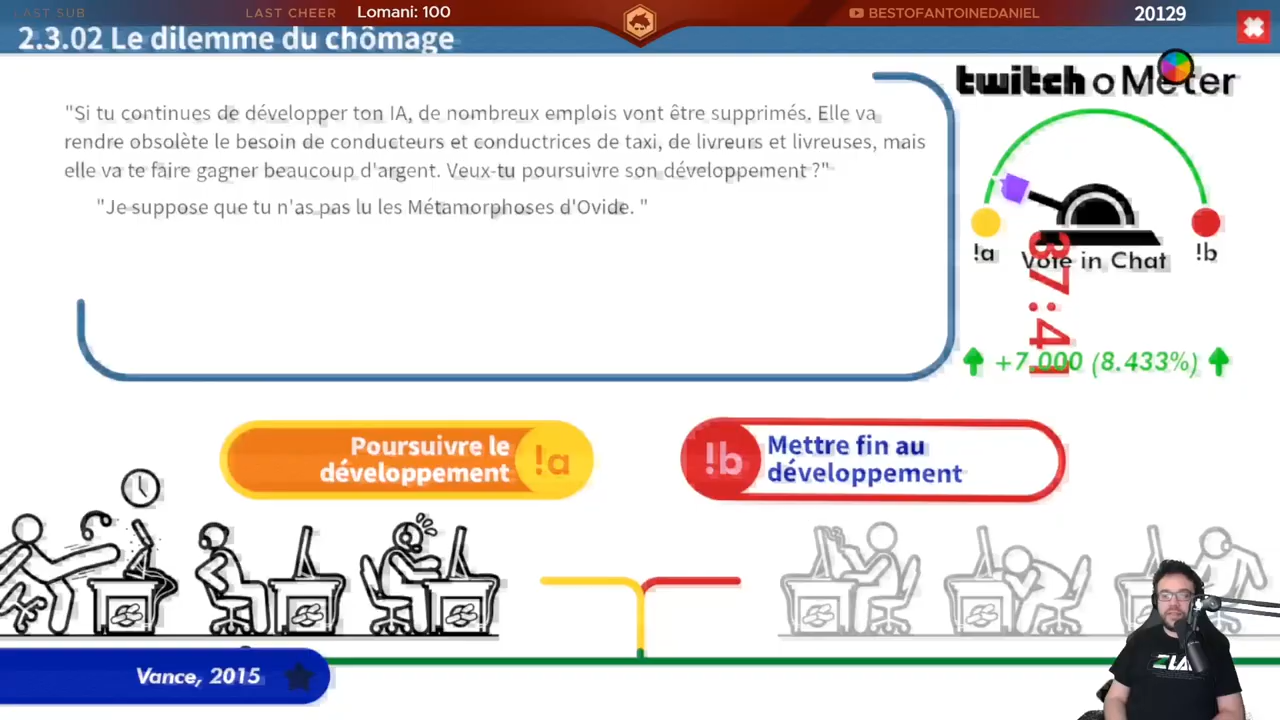 LAST SUB
LAST CHEER Lomani: 100
BESTOFANTOINEDANIEL
20129
2.3.02 Le dilemme du chômage
"Si tu continues de développer ton IA, de nombreux emplois vont être supprimés. Elle va
rendre obsolète le besoin de conducteurs et conductrices de taxi, de livreurs et livreuses, mais
elle va te faire gagner beaucoup d'argent. Veux-tu poursuivre son développement ?"
"Je suppose que tu n'as pas lu les Métamorphoses d'Ovide. "
twitch o Meter
!a
Vote in Chat
!b
+7.000 (8.433%)
Poursuivre le
développement
!a
!b
Mettre fin au
développement
Vance, 2015